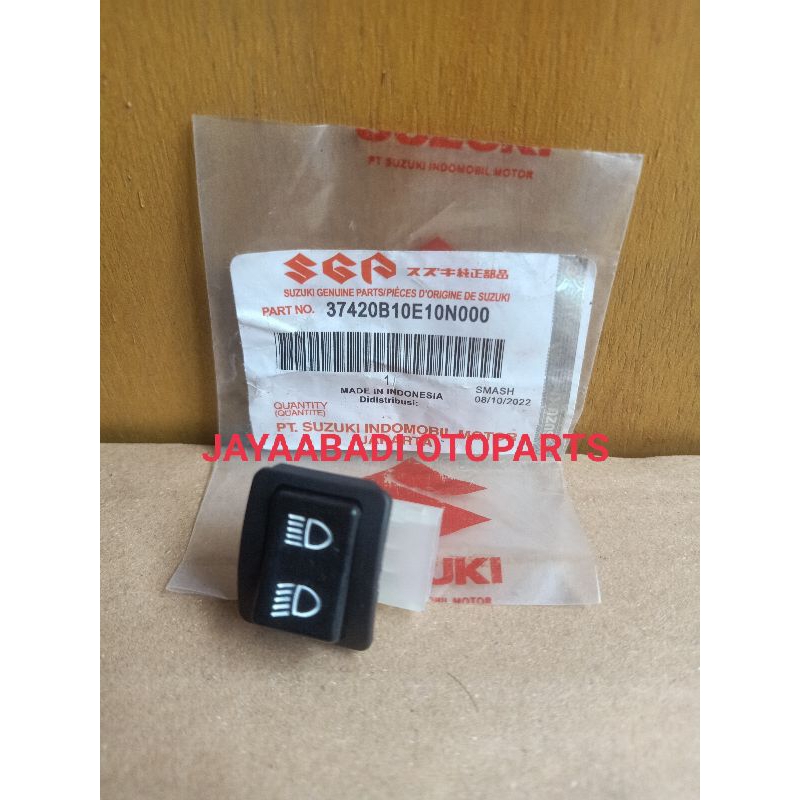 SUZUKI
PT SUZUKI INDOMOBIL MOTOR
SGP スズキ純正部品
SUZUKI GENUINE PARTS/PIÈCES D'ORIGINE DE SUZUKI
PART NO. 37420B10E10N000
1
MADE IN INDONESIA
Didistribusi:
SMASH
08/10/2022
QUANTITY
(QUANTITE)
PT. SUZUKI INDOMOBIL MOTOR
JAKARTA
JAYAABADI OTOPARTS
UKI
MOTOR